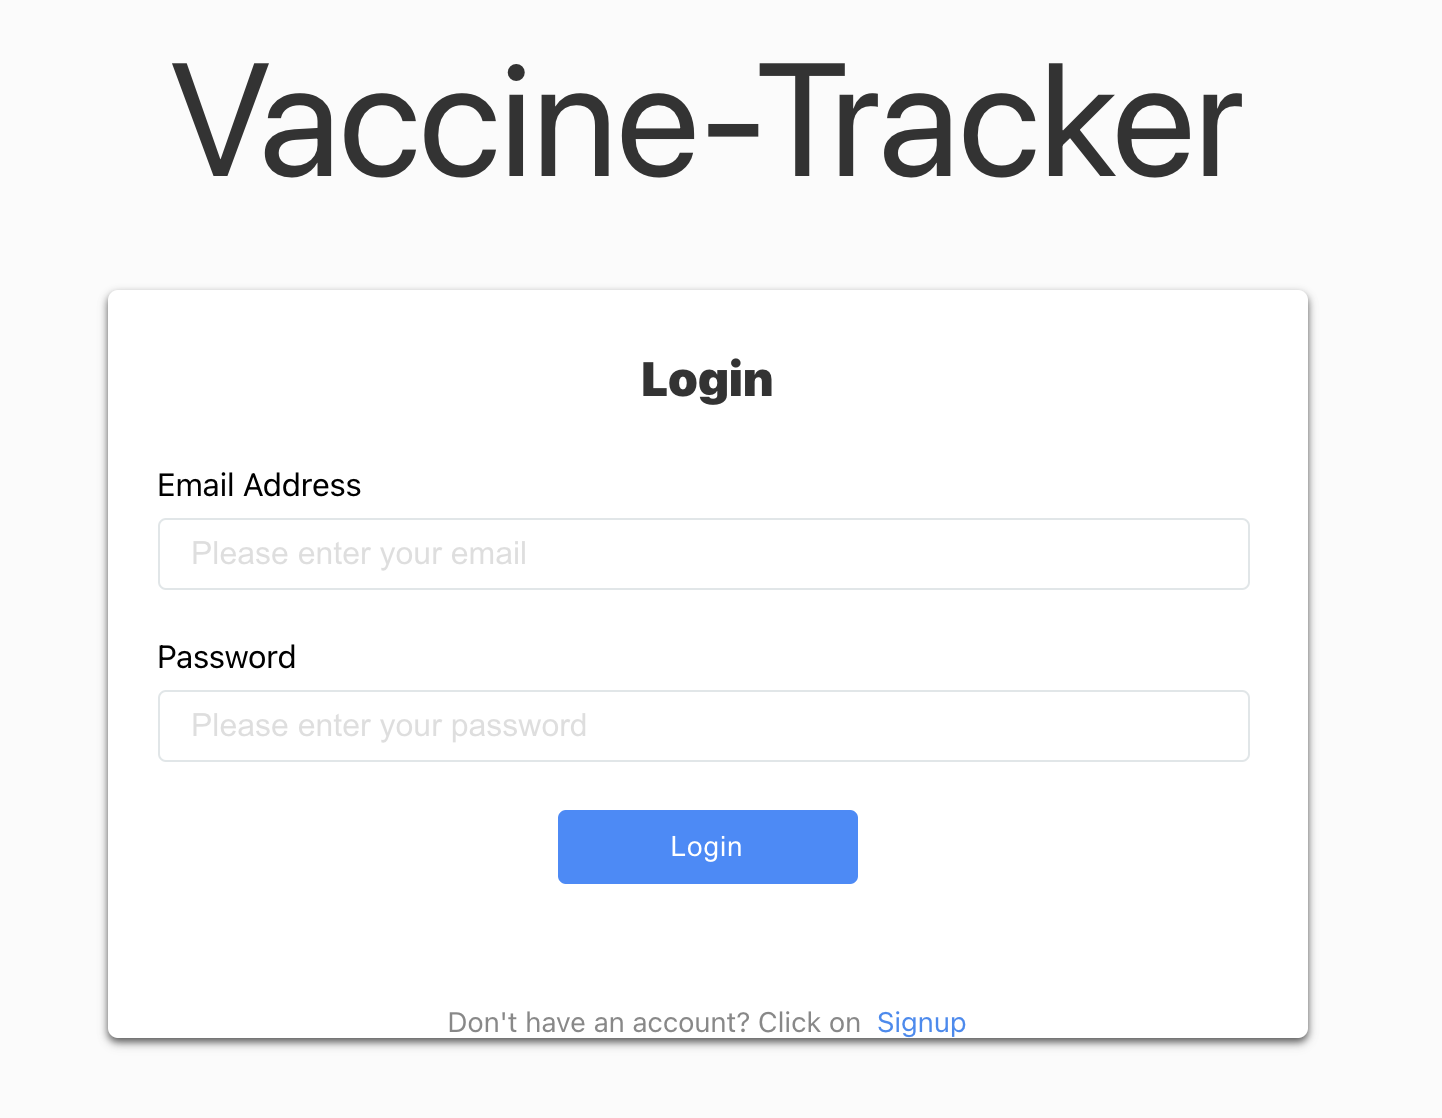 Vaccine-Tracker
Login
Email Address
Please enter your email
Password
Please enter your password
Login
Don't have an account? Click on Signup